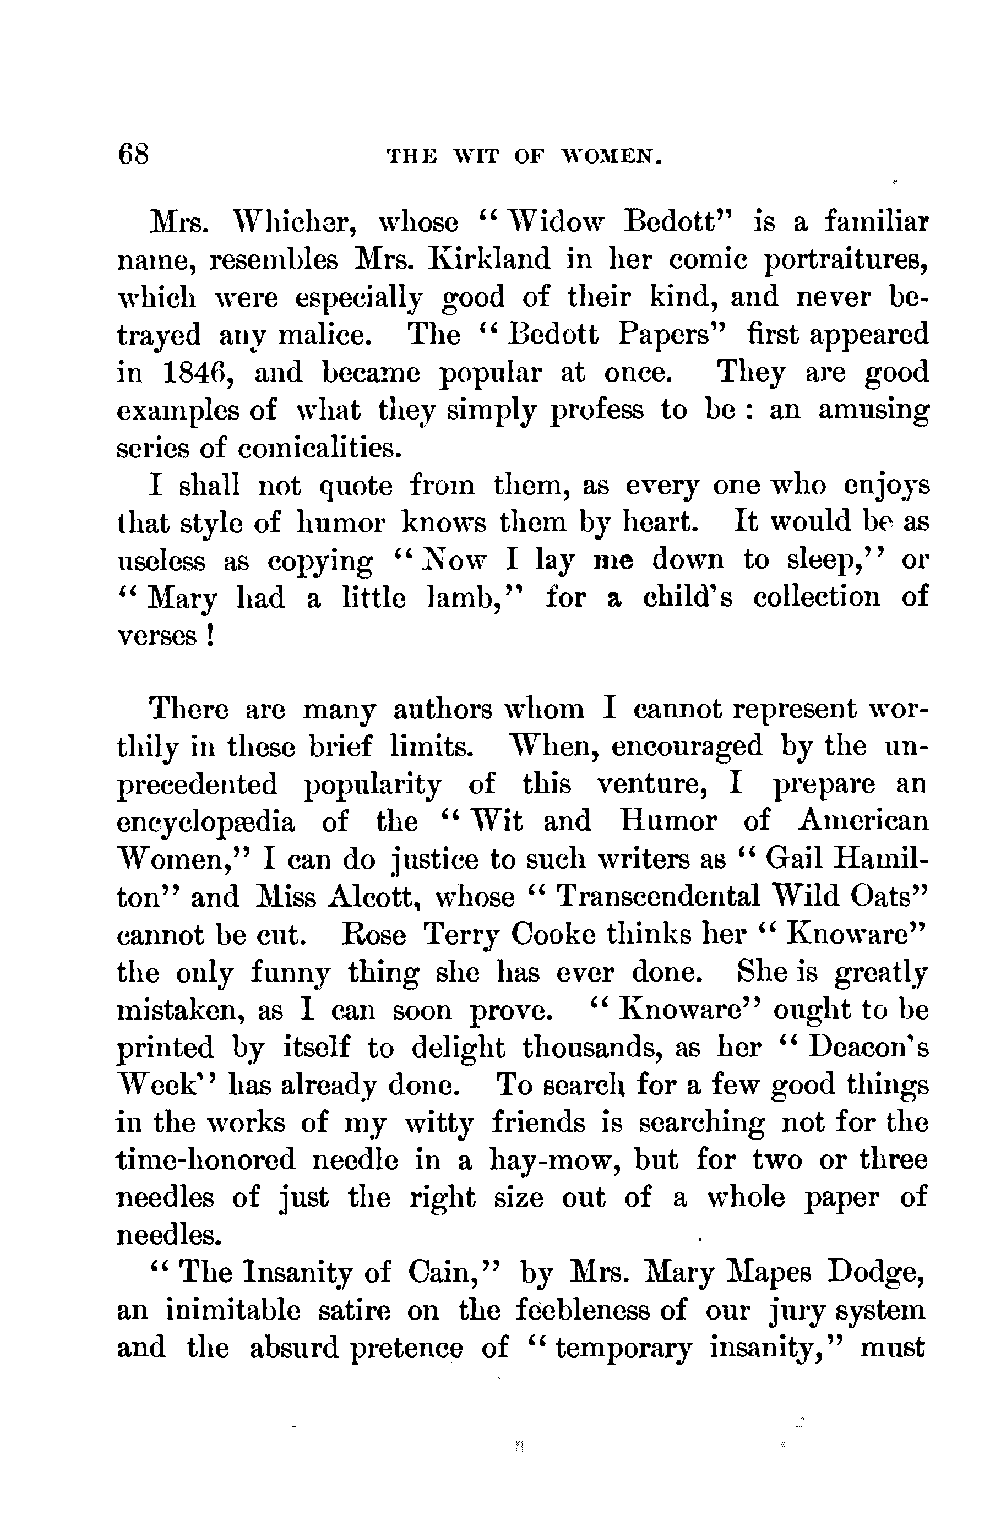 68 THE WIT OF WOMEN.
Mrs. Whicher, whose “ Widow Bedott” is a familiar
name, resembles Mrs. Kirkland in her comic portraitures,
which were especially good of their kind, and never be-
trayed any malice. The “ Bedott Papers” first appeared
in 1846, and became popular at once. They are good
examples of what they simply profess to be : an amusing
series of comicalities.
I shall not quote from them, as every one who enjoys
that style of humor knows them by heart. It would be as
useless as copying “ Now I lay me down to sleep,” or
“ Mary had a little lamb,” for a child's collection of
verses !
There are many authors whom I cannot represent wor-
thily in these brief limits. When, encouraged by the un-
precedented popularity of this venture, I prepare an
encyclopædia of the “ Wit and Humor of American
Women,” I can do justice to such writers as “ Gail Hamil-
ton” and Miss Alcott, whose “ Transcendental Wild Oats”
cannot be cut. Rose Terry Cooke thinks her “ Knoware”
the only funny thing she has ever done. She is greatly
mistaken, as I can soon prove. “ Knoware” ought to be
printed by itself to delight thousands, as her “ Deacon's
Week” has already done. To search for a few good things
in the works of my witty friends is searching not for the
time-honored needle in a hay-mow, but for two or three
needles of just the right size out of a whole paper of
needles.
“ The Insanity of Cain,” by Mrs. Mary Mapes Dodge,
an inimitable satire on the feebleness of our jury system
and the absurd pretence of “ temporary insanity,” must